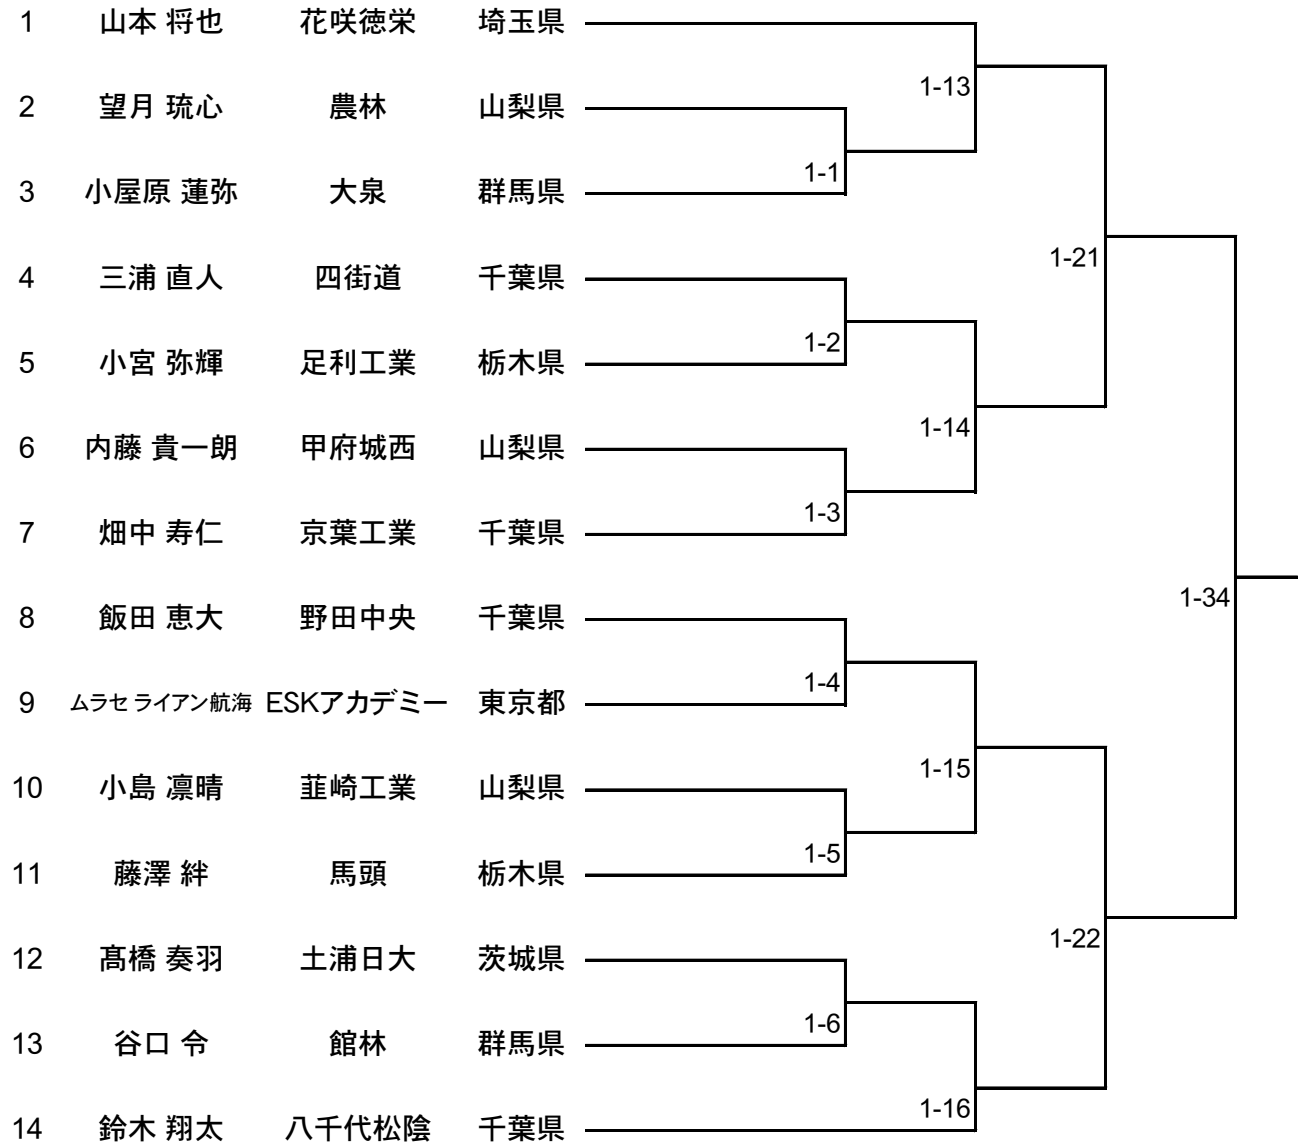 1 山本 将也 花咲徳栄 埼玉県
1-13
2 望月 琉心 農林 山梨県
1-1
3 小屋原 蓮弥 大泉 群馬県
1-21
4 三浦 直人 四街道 千葉県
1-2
5 小宮 弥輝 足利工業 栃木県
1-14
6 内藤 貴一朗 甲府城西 山梨県
1-3
7 畑中 寿仁 京葉工業 千葉県
1-34
8 飯田 恵大 野田中央 千葉県
1-4
9 ムラセ ライアン航海 ESKアカデミー 東京都
1-15
10 小島 凛晴 韮崎工業 山梨県
1-5
11 藤澤 絆 馬頭 栃木県
1-22
12 髙橋 奏羽 土浦日大 茨城県
1-6
13 谷口 令 館林 群馬県
1-16
14 鈴木 翔太 八千代松陰 千葉県